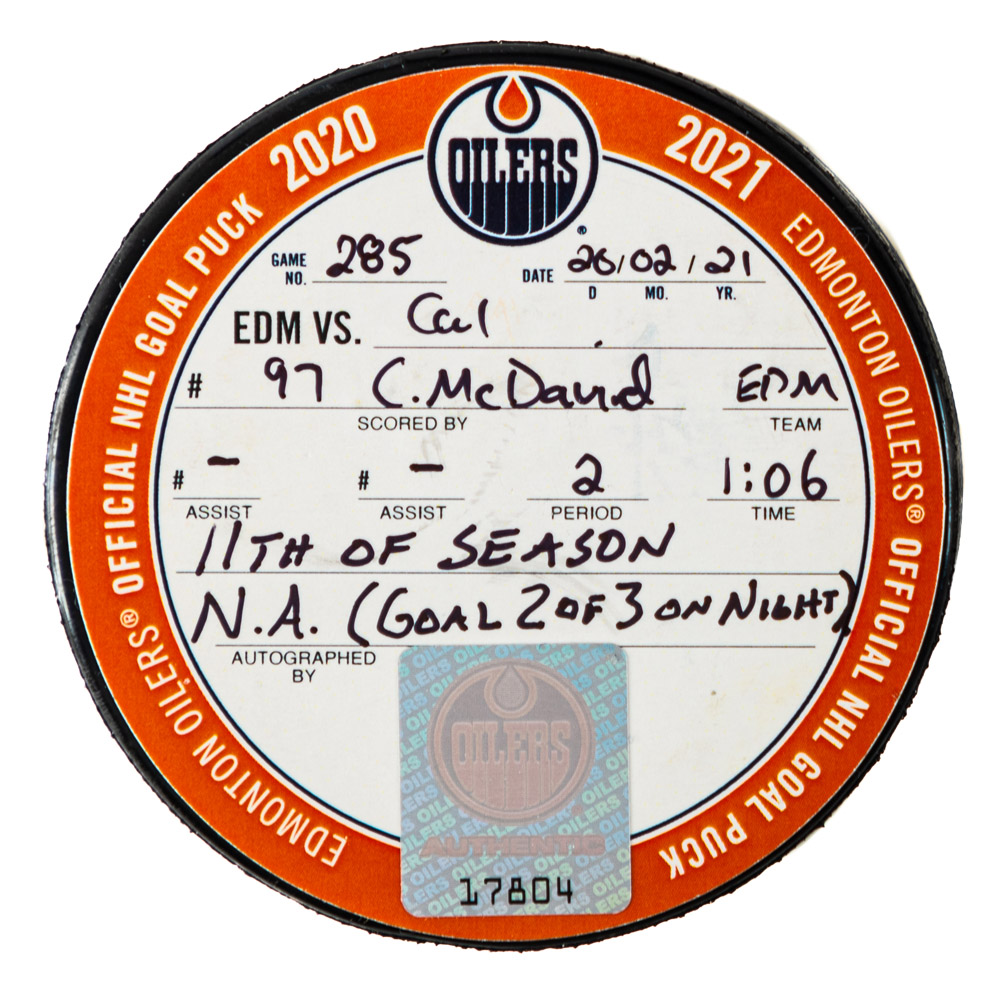 2020 OILERS ® 2021
EDMONTON OILERS® OFFICIAL NHL GOAL PUCK
EDMONTON OILERS® OFFICIAL NHL GOAL PUCK
GAME NO. 285 DATE 20/02/21
D MO. YR.
EDM VS. Cal
# 97 C. McDavid EDM
SCORED BY TEAM
# – # – 2 1:06
ASSIST ASSIST PERIOD TIME
11TH OF SEASON
N.A. (GOAL 2 OF 3 ON NIGHT)
AUTOGRAPHED
BY
OILERS
AUTHENTIC
17804